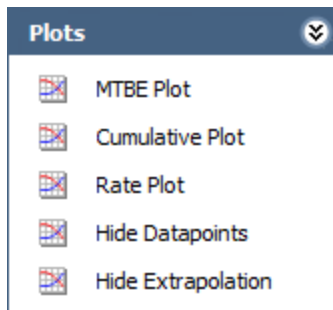 Plots
MTBE Plot
Cumulative Plot
Rate Plot
Hide Datapoints
Hide Extrapolation